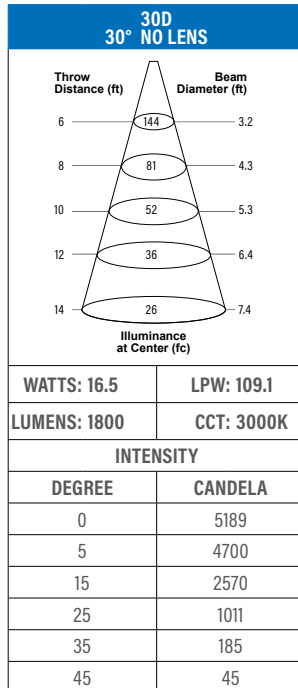 30D
30° NO LENS
Throw Beam
Distance (ft) Diameter (ft)
6 144 3.2
8 81 4.3
10 52 5.3
12 36 6.4
14 26 7.4
Illuminance
at Center (fc)
WATTS: 16.5 LPW: 109.1
LUMENS: 1800 CCT: 3000K
INTENSITY
DEGREE CANDELA
0 5189
5 4700
15 2570
25 1011
35 185
45 45